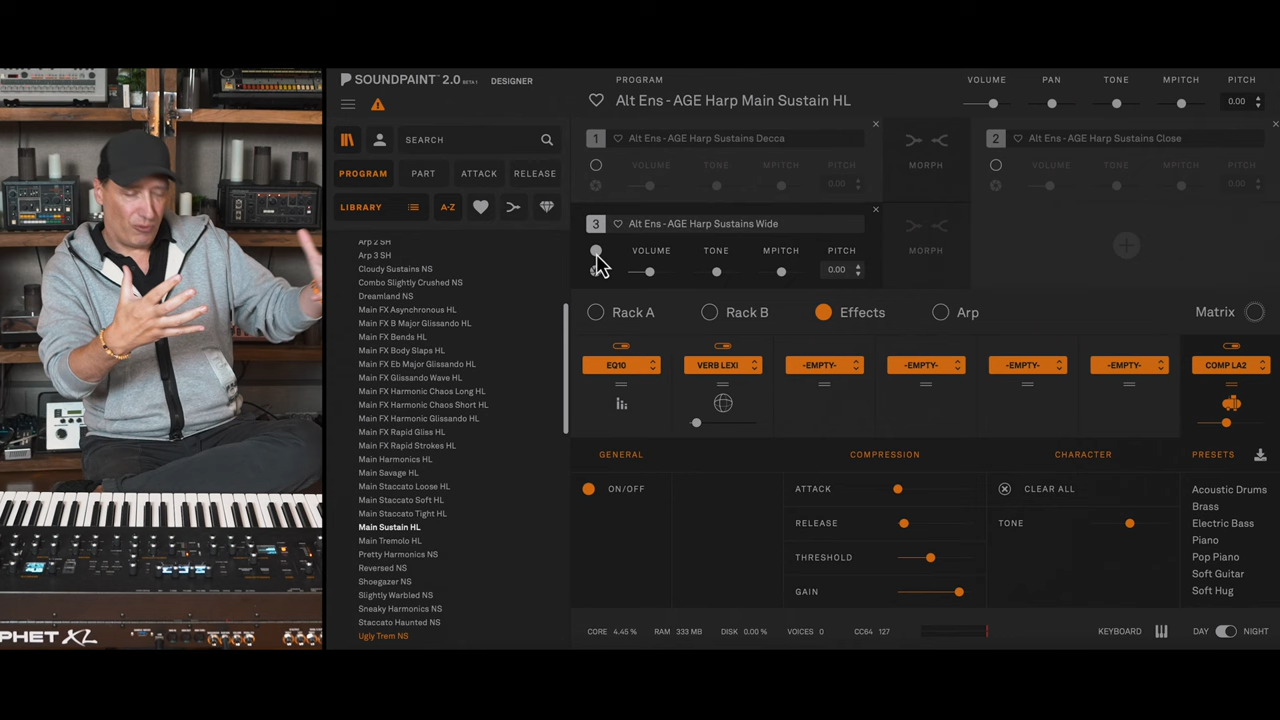 SOUNDPAINT™ 2.0 BETA 1 DESIGNER
PROGRAM
VOLUME PAN TONE MPITCH PITCH
Alt Ens - AGE Harp Main Sustain HL
0.00
SEARCH
PROGRAM PART ATTACK RELEASE
LIBRARY A-Z
Arp 2 SH
Arp 3 SH
Cloudy Sustains NS
Combo Slightly Crushed NS
Dreamland NS
Main FX Asynchronous HL
Main FX B Major Glissando HL
Main FX Bends HL
Main FX Body Slaps HL
Main FX Eb Major Glissando HL
Main FX Glissando Wave HL
Main FX Harmonic Chaos Long HL
Main FX Harmonic Chaos Short HL
Main FX Harmonic Glissando HL
Main FX Rapid Gliss HL
Main FX Rapid Strokes HL
Main Harmonics HL
Main Savage HL
Main Staccato Loose HL
Main Staccato Soft HL
Main Staccato Tight HL
Main Sustain HL
Main Tremolo HL
Pretty Harmonics NS
Reversed NS
Shoegazer NS
Slightly Warbled NS
Sneaky Harmonics NS
Staccato Haunted NS
Ugly Trem NS
1 Alt Ens - AGE Harp Sustains Decca
VOLUME TONE MPITCH PITCH
0.00
MORPH
2 Alt Ens - AGE Harp Sustains Close
VOLUME TONE MPITCH PITCH
0.00
3 Alt Ens - AGE Harp Sustains Wide
VOLUME TONE MPITCH PITCH
0.00
MORPH
Rack A Rack B Effects Arp Matrix
EQ10 VERB LEXI -EMPTY- -EMPTY- -EMPTY- -EMPTY- COMP LA2
GENERAL COMPRESSION CHARACTER PRESETS
ON/OFF
ATTACK
RELEASE
THRESHOLD
GAIN
CLEAR ALL
TONE
Acoustic Drums
Brass
Electric Bass
Piano
Pop Piano
Soft Guitar
Soft Hug
CORE 4.45 % RAM 333 MB DISK 0.00 % VOICES 0 CC64 127
KEYBOARD DAY NIGHT
PHET XL